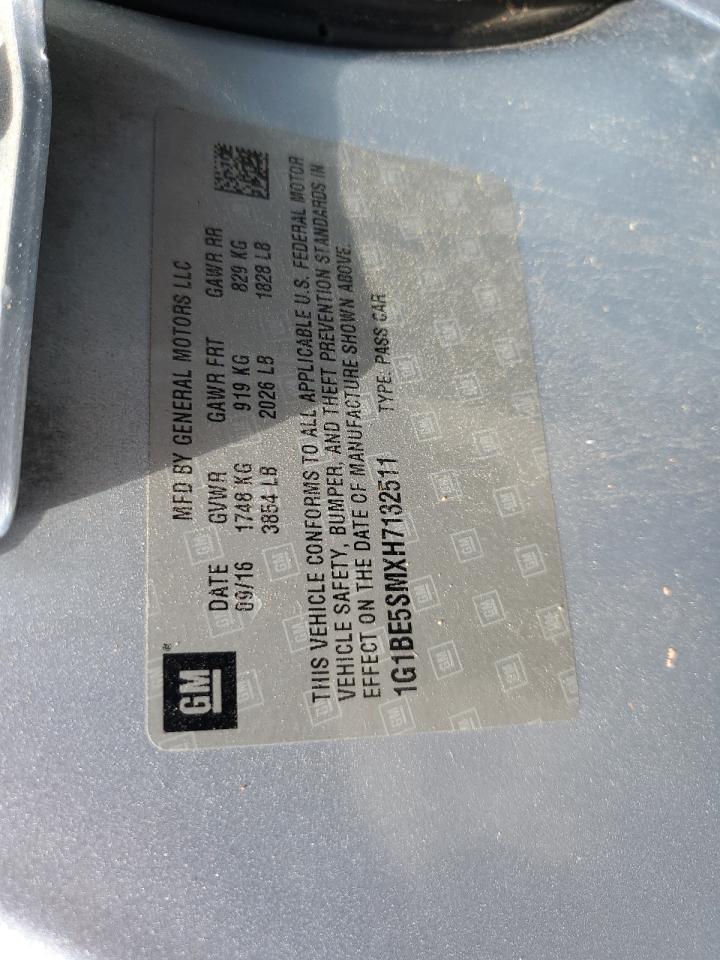 GM
MFD BY GENERAL MOTORS LLC
DATE GVWR GAWR FRT GAWR RR
09/16 1748 KG 919 KG 829 KG
3854 LB 2026 LB 1828 LB
THIS VEHICLE CONFORMS TO ALL APPLICABLE U.S. FEDERAL MOTOR
VEHICLE SAFETY, BUMPER, AND THEFT PREVENTION STANDARDS IN
EFFECT ON THE DATE OF MANUFACTURE SHOWN ABOVE.
1G1BE5SMXH7132511 TYPE: PASS CAR